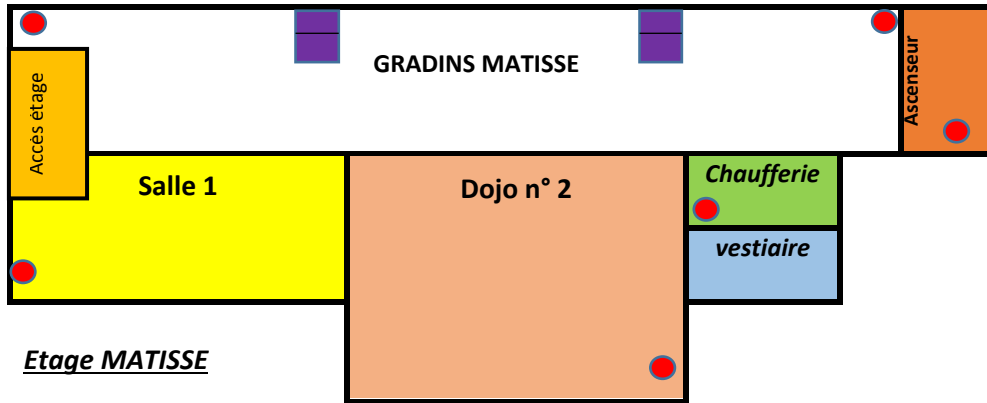 GRADINS MATISSE
Ascenseur
Accès étage
Salle 1
Dojo n° 2
Chaufferie
vestiaire
Etage MATISSE